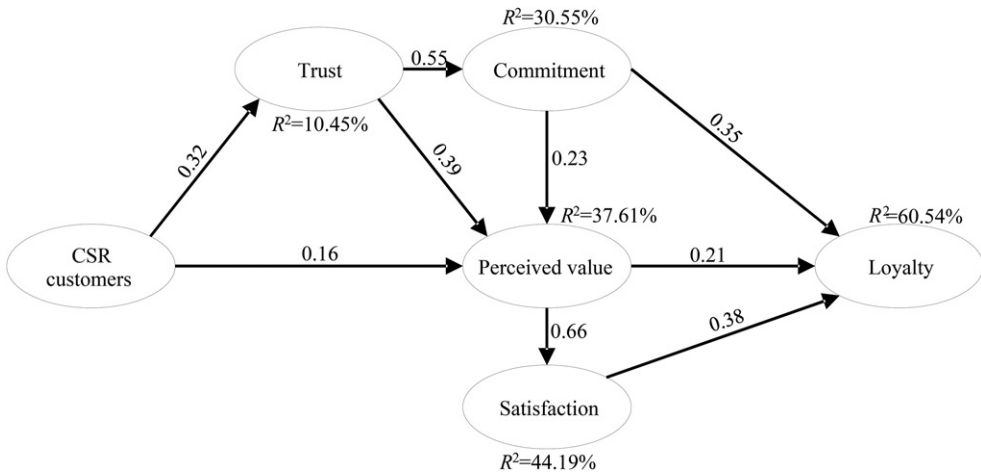 R²=30.55%
Trust
0.55
Commitment
R²=10.45%
0.32
0.39
0.23
0.35
R²=37.61%
R²=60.54%
CSR
customers
0.16
Perceived value
0.21
Loyalty
0.66
0.38
Satisfaction
R²=44.19%